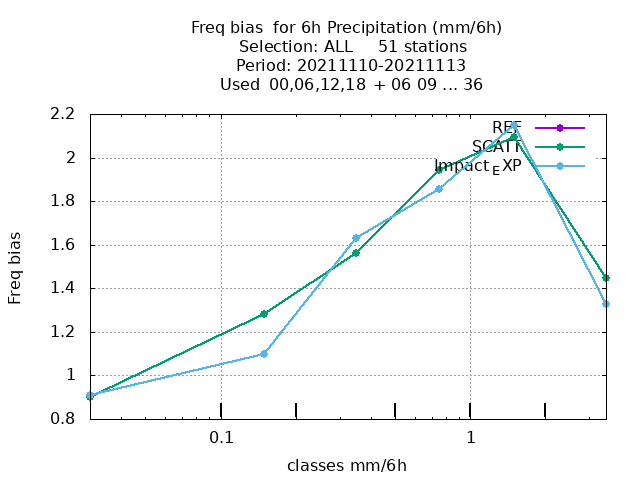 Freq bias for 6h Precipitation (mm/6h)
Selection: ALL 51 stations
Period: 20211110-20211113
Used 00,06,12,18 + 06 09 ... 36
2.2
2
1.8
1.6
1.4
1.2
1
0.8
Freq bias
REF
SCATT
Impact_EXP
0.1 1
classes mm/6h